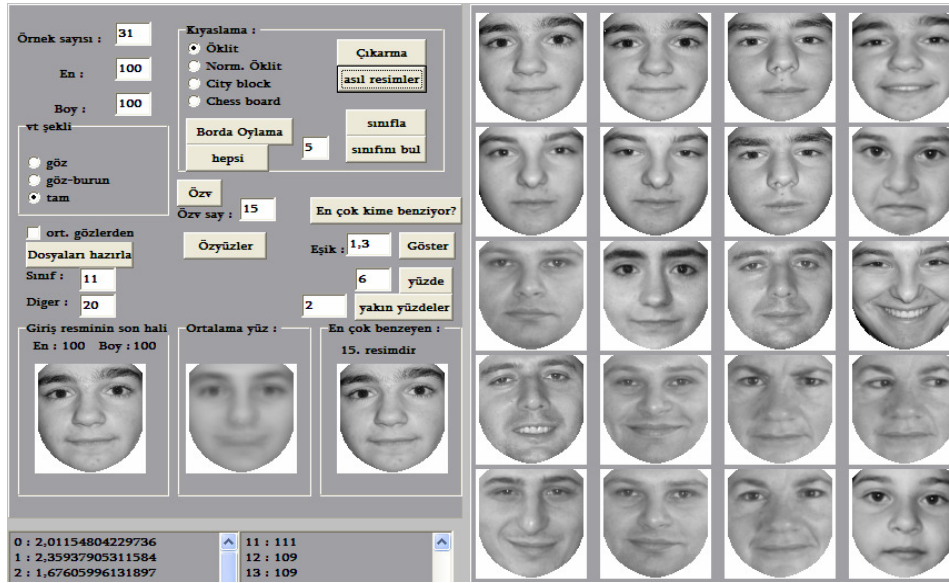 Örnek sayısı : 31
En : 100
Boy : 100
vt şekli
göz
göz-burun
tam
ort. gözlerden
Dosyaları hazırla
Sınıf : 11
Diger : 20
Kıyaslama :
Öklit
Norm. Öklit
City block
Chess board
Çıkarma
asıl resimler
Borda Oylama
hepsi
5
sınıfla
sınıfını bul
Özv
Özv say : 15
Özyüzler
En çok kime benziyor?
Eşik : 1,3 Göster
6 yüzde
2 yakın yüzdeler
Giriş resminin son hali
En : 100 Boy : 100
Ortalama yüz :
En çok benzeyen :
15. resimdir
0 : 2,01154804229736
1 : 2,35937905311584
2 : 1,67605996131897
11 : 111
12 : 109
13 : 109